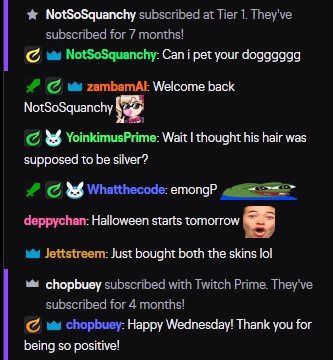 NotSoSquanchy subscribed at Tier 1. They've
subscribed for 7 months!
NotSoSquanchy: Can i pet your dogggggg
zambamAI: Welcome back
NotSoSquanchy
YoinkimusPrime: Wait I thought his hair was
supposed to be silver?
Whatthecode: emongP
deppychan: Halloween starts tomorrow
Jettstreem: Just bought both the skins lol
chopbuey subscribed with Twitch Prime. They've
subscribed for 4 months!
chopbuey: Happy Wednesday! Thank you for
being so positive!